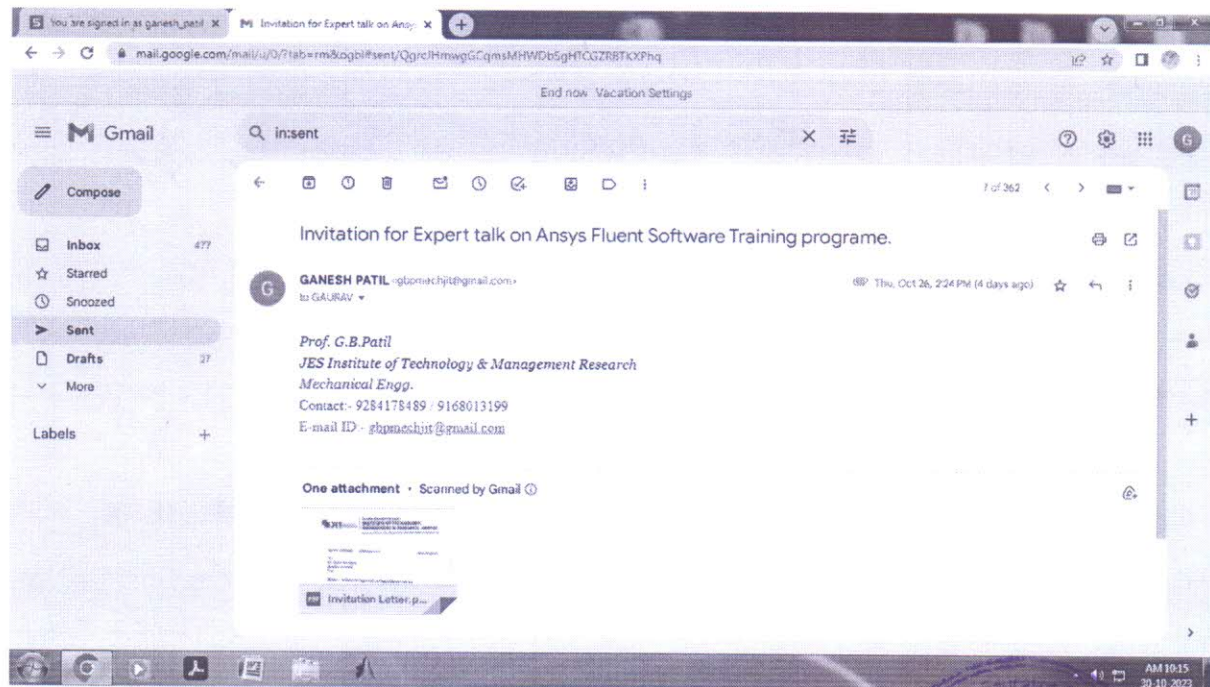 You are signed in as ganesh_patil
Invitation for Expert talk on Ansy
mail.google.com/mail/u/0/?tab=rm&ogbl#sent/
End now Vacation Settings
Gmail
in:sent
Compose
1 of 362
Inbox 477
Starred
Snoozed
Sent
Drafts 27
More
Labels
Invitation for Expert talk on Ansys Fluent Software Training programe.
G
GANESH PATIL <gbpmechjit@gmail.com>
Thu, Oct 26, 2:24 PM (4 days ago)
to GAURAV
Prof. G.B.Patil
JES Institute of Technology & Management Research
Mechanical Engg.
Contact:- 9284178489 / 9168013199
E-mail ID - gbpmechjit@gmail.com
One attachment • Scanned by Gmail
JES
PDF Invitution Letter.p...
AM 10:15
30-10-2023